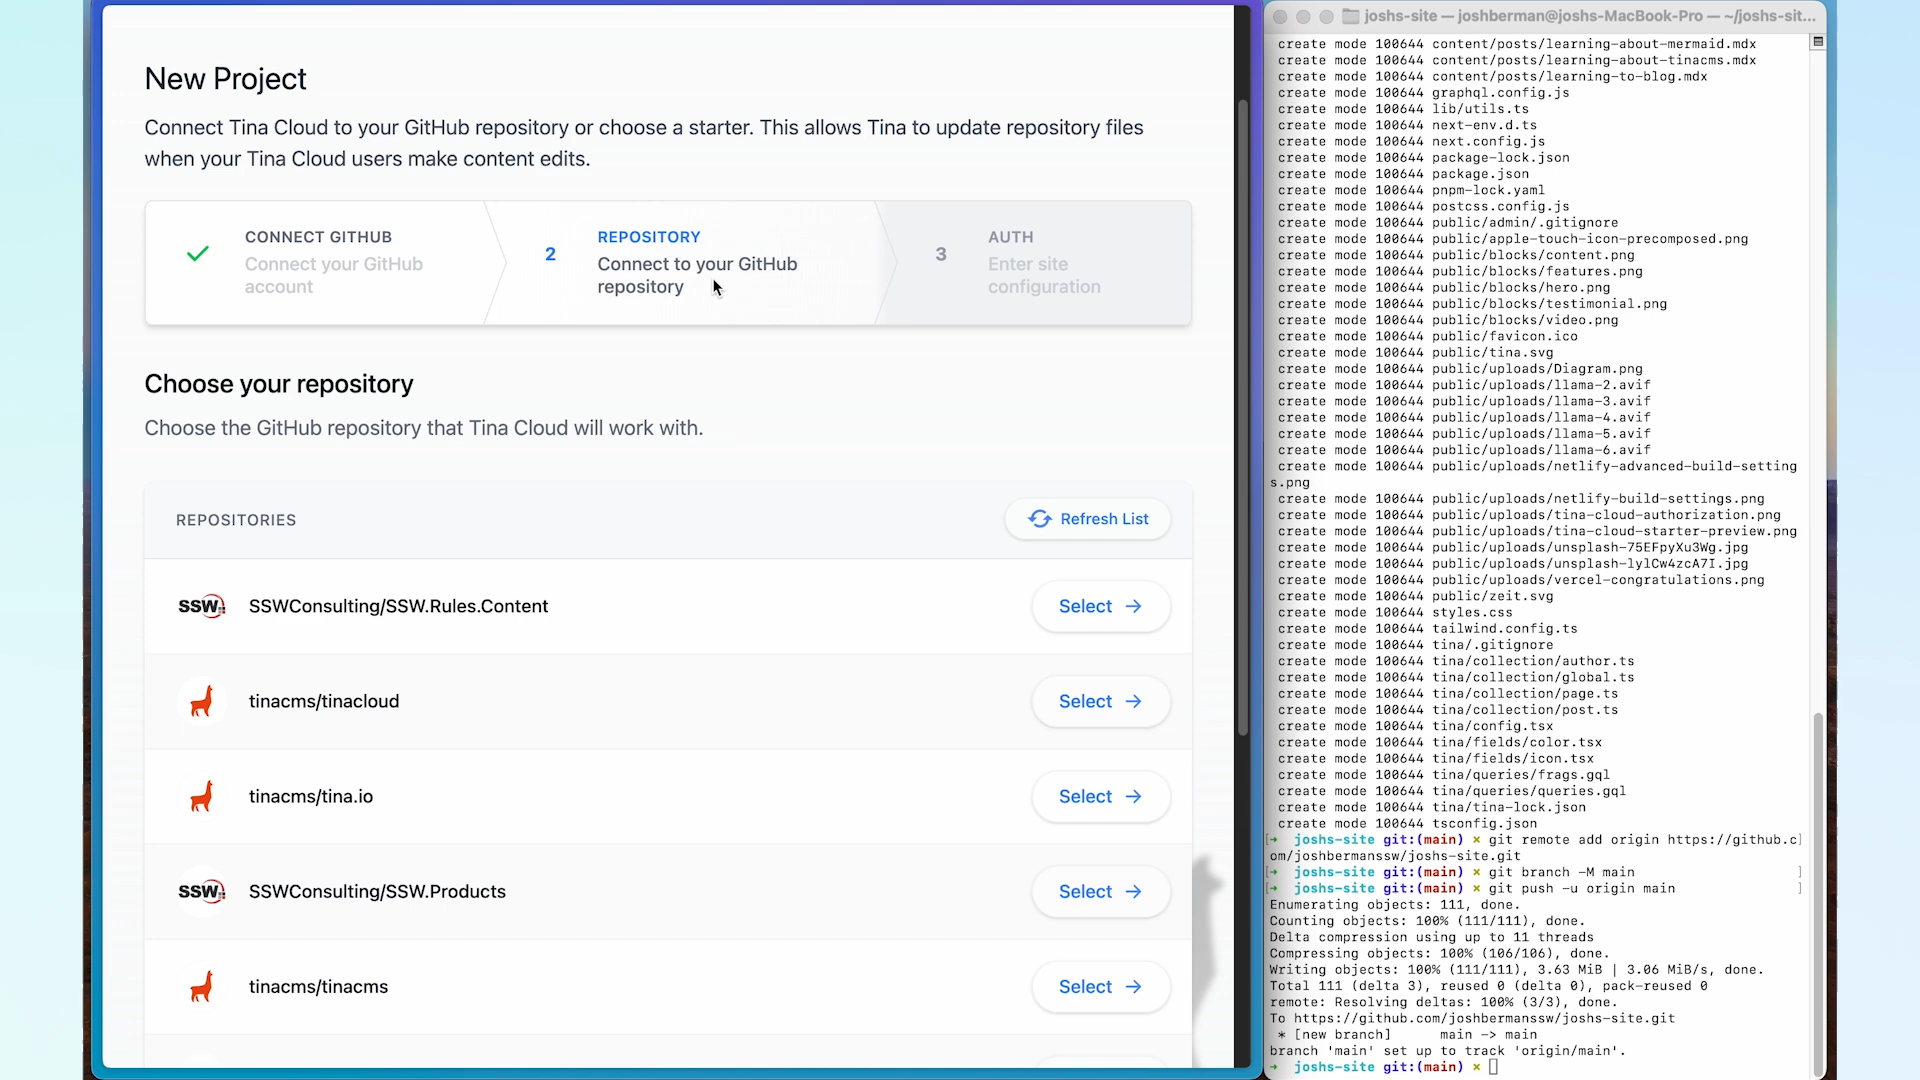 New Project
Connect Tina Cloud to your GitHub repository or choose a starter. This allows Tina to update repository files
when your Tina Cloud users make content edits.
CONNECT GITHUB
Connect your GitHub
account
2
REPOSITORY
Connect to your GitHub
repository
3
AUTH
Enter site
configuration
Choose your repository
Choose the GitHub repository that Tina Cloud will work with.
REPOSITORIES
Refresh List
SSW
SSWConsulting/SSW.Rules.Content
Select →
tinacms/tinacloud
Select →
tinacms/tina.io
Select →
SSW
SSWConsulting/SSW.Products
Select →
tinacms/tinacms
Select →
joshs-site — joshberman@joshs-MacBook-Pro — ~/joshs-sit...
create mode 100644 content/posts/learning-about-mermaid.mdx
create mode 100644 content/posts/learning-about-tinacms.mdx
create mode 100644 content/posts/learning-to-blog.mdx
create mode 100644 graphql.config.js
create mode 100644 lib/utils.ts
create mode 100644 next-env.d.ts
create mode 100644 next.config.js
create mode 100644 package-lock.json
create mode 100644 package.json
create mode 100644 pnpm-lock.yaml
create mode 100644 postcss.config.js
create mode 100644 public/admin/.gitignore
create mode 100644 public/apple-touch-icon-precomposed.png
create mode 100644 public/blocks/content.png
create mode 100644 public/blocks/features.png
create mode 100644 public/blocks/hero.png
create mode 100644 public/blocks/testimonial.png
create mode 100644 public/blocks/video.png
create mode 100644 public/favicon.ico
create mode 100644 public/tina.svg
create mode 100644 public/uploads/Diagram.png
create mode 100644 public/uploads/llama-2.avif
create mode 100644 public/uploads/llama-3.avif
create mode 100644 public/uploads/llama-4.avif
create mode 100644 public/uploads/llama-5.avif
create mode 100644 public/uploads/llama-6.avif
create mode 100644 public/uploads/netlify-advanced-build-setting
s.png
create mode 100644 public/uploads/netlify-build-settings.png
create mode 100644 public/uploads/tina-cloud-authorization.png
create mode 100644 public/uploads/tina-cloud-starter-preview.png
create mode 100644 public/uploads/unsplash-75EFpyXu3Wg.jpg
create mode 100644 public/uploads/unsplash-lylCw4zcA7I.jpg
create mode 100644 public/uploads/vercel-congratulations.png
create mode 100644 public/zeit.svg
create mode 100644 styles.css
create mode 100644 tailwind.config.ts
create mode 100644 tina/.gitignore
create mode 100644 tina/collection/author.ts
create mode 100644 tina/collection/global.ts
create mode 100644 tina/collection/page.ts
create mode 100644 tina/collection/post.ts
create mode 100644 tina/config.tsx
create mode 100644 tina/fields/color.tsx
create mode 100644 tina/fields/icon.tsx
create mode 100644 tina/queries/frags.gql
create mode 100644 tina/queries/queries.gql
create mode 100644 tina/tina-lock.json
create mode 100644 tsconfig.json
[→ joshs-site git:(main) × git remote add origin https://github.c]
om/joshbermanssw/joshs-site.git
[→ joshs-site git:(main) × git branch -M main ]
[→ joshs-site git:(main) × git push -u origin main ]
Enumerating objects: 111, done.
Counting objects: 100% (111/111), done.
Delta compression using up to 11 threads
Compressing objects: 100% (106/106), done.
Writing objects: 100% (111/111), 3.63 MiB | 3.06 MiB/s, done.
Total 111 (delta 3), reused 0 (delta 0), pack-reused 0
remote: Resolving deltas: 100% (3/3), done.
To https://github.com/joshbermanssw/joshs-site.git
* [new branch] main -> main
branch 'main' set up to track 'origin/main'.
→ joshs-site git:(main) ×